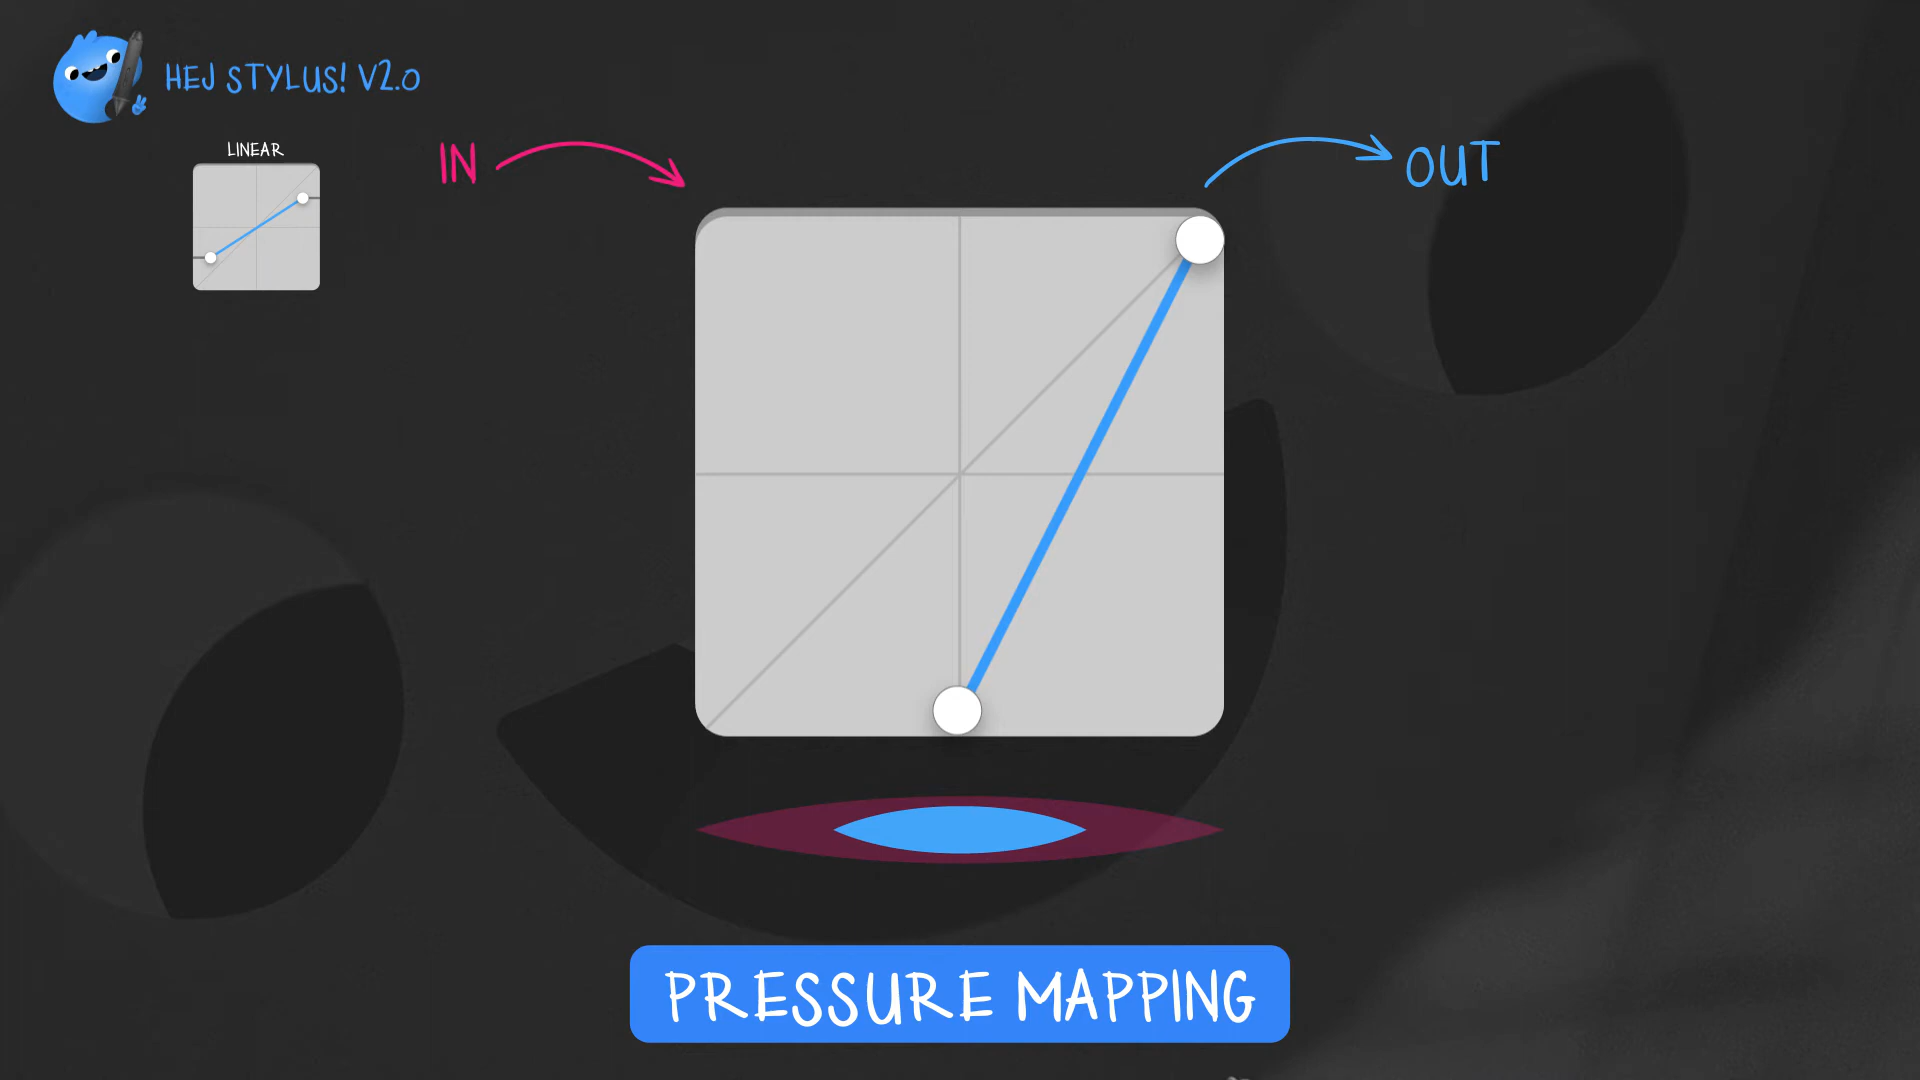 HEJ STYLUS! V2.0
LINEAR
IN
OUT
PRESSURE MAPPING